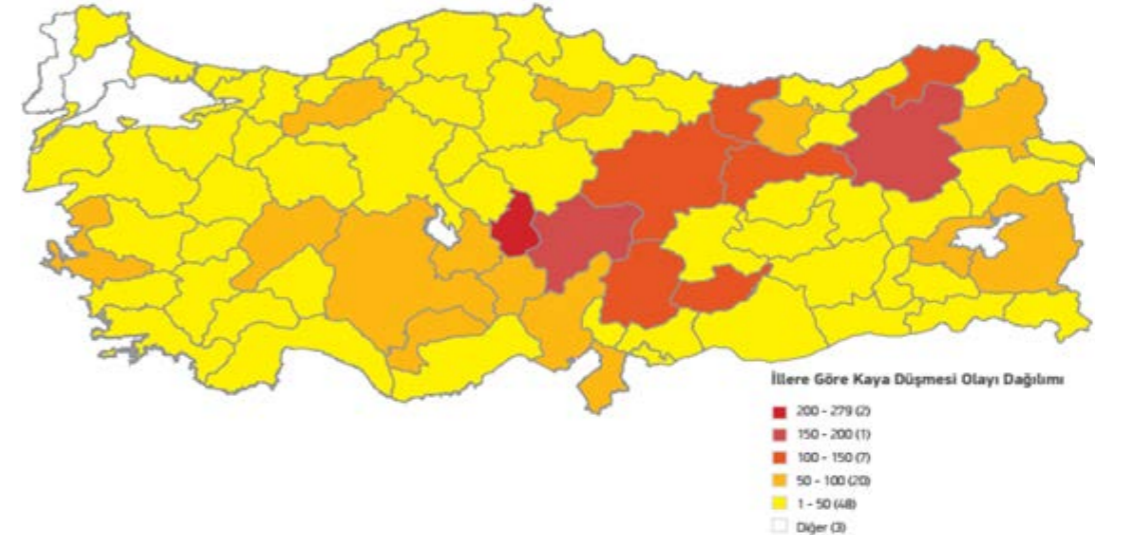 İllere Göre Kaya Düşmesi Olayı Dağılımı
200 - 279 (2)
150 - 200 (1)
100 - 150 (7)
50 - 100 (20)
1 - 50 (48)
Diğer (3)